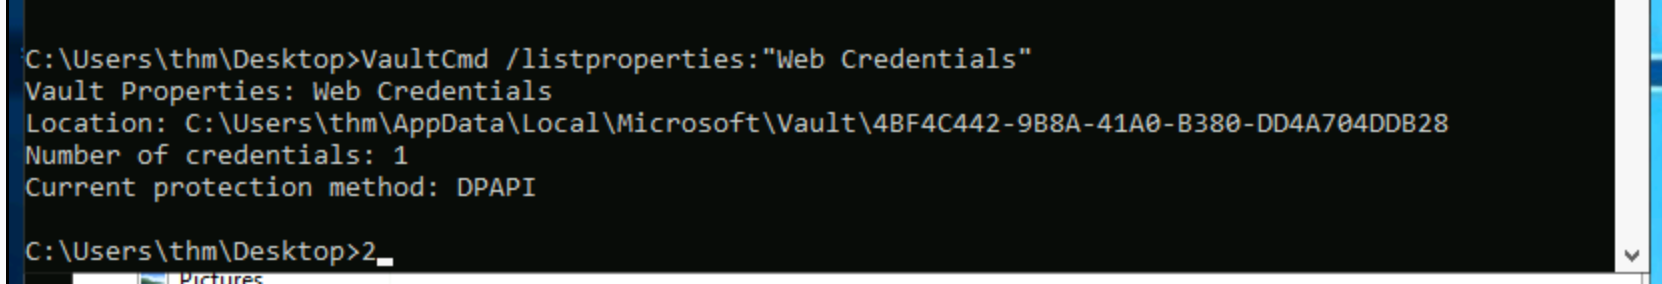 C:\Users\thm\Desktop>VaultCmd /listproperties:"Web Credentials"
Vault Properties: Web Credentials
Location: C:\Users\thm\AppData\Local\Microsoft\Vault\4BF4C442-9B8A-41A0-B380-DD4A704DDB28
Number of credentials: 1
Current protection method: DPAPI
C:\Users\thm\Desktop>2
Pictures